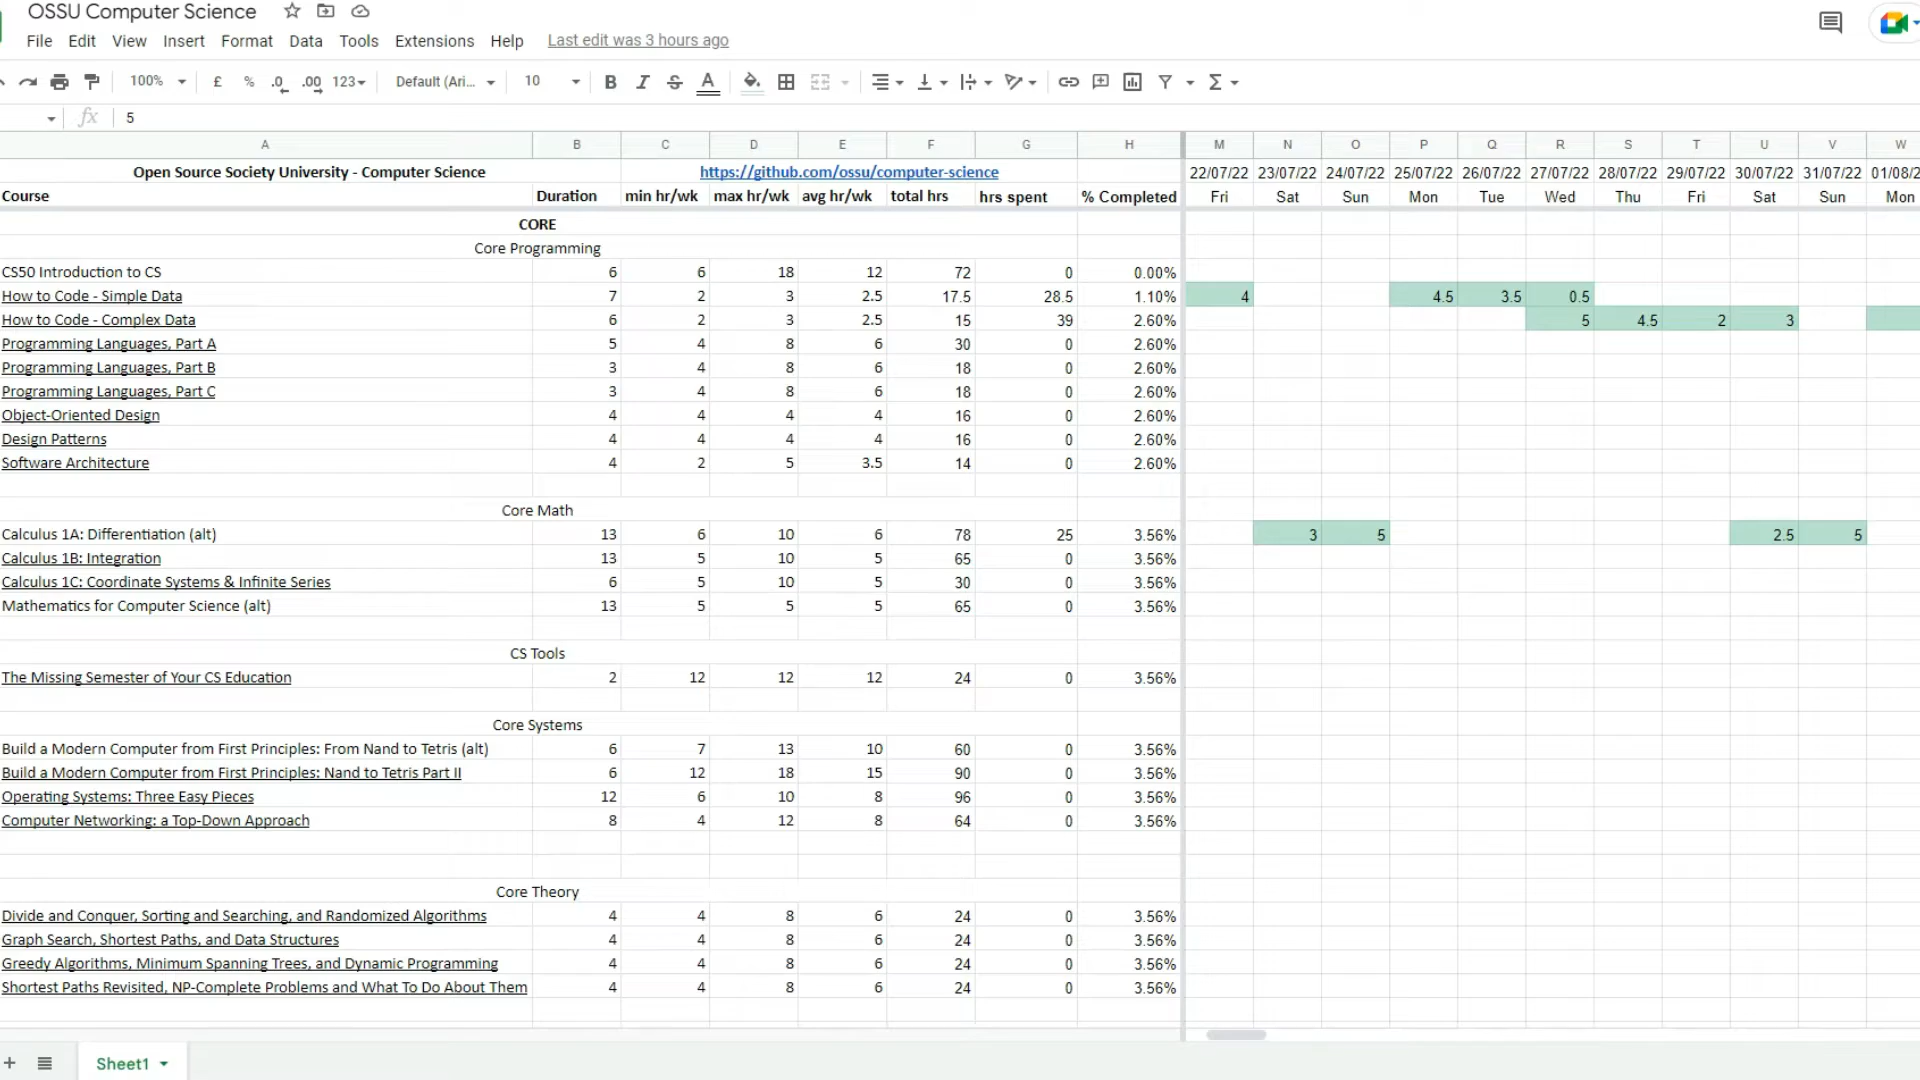 OSSU Computer Science
File Edit View Insert Format Data Tools Extensions Help Last edit was 3 hours ago
100% £ % .0 .00 123 Default (Ari... 10 B I S A
fx 5
A B C D E F G H M N O P Q R S T U V W
Open Source Society University - Computer Science https://github.com/ossu/computer-science 22/07/22 23/07/22 24/07/22 25/07/22 26/07/22 27/07/22 28/07/22 29/07/22 30/07/22 31/07/22 01/08/2
Course Duration min hr/wk max hr/wk avg hr/wk total hrs hrs spent % Completed Fri Sat Sun Mon Tue Wed Thu Fri Sat Sun Mon
CORE
Core Programming
CS50 Introduction to CS 6 6 18 12 72 0 0.00%
How to Code - Simple Data 7 2 3 2.5 17.5 28.5 1.10% 4 4.5 3.5 0.5
How to Code - Complex Data 6 2 3 2.5 15 39 2.60% 5 4.5 2 3
Programming Languages, Part A 5 4 8 6 30 0 2.60%
Programming Languages, Part B 3 4 8 6 18 0 2.60%
Programming Languages, Part C 3 4 8 6 18 0 2.60%
Object-Oriented Design 4 4 4 4 16 0 2.60%
Design Patterns 4 4 4 4 16 0 2.60%
Software Architecture 4 2 5 3.5 14 0 2.60%
Core Math
Calculus 1A: Differentiation (alt) 13 6 10 6 78 25 3.56% 3 5 2.5 5
Calculus 1B: Integration 13 5 10 5 65 0 3.56%
Calculus 1C: Coordinate Systems & Infinite Series 6 5 10 5 30 0 3.56%
Mathematics for Computer Science (alt) 13 5 5 5 65 0 3.56%
CS Tools
The Missing Semester of Your CS Education 2 12 12 12 24 0 3.56%
Core Systems
Build a Modern Computer from First Principles: From Nand to Tetris (alt) 6 7 13 10 60 0 3.56%
Build a Modern Computer from First Principles: Nand to Tetris Part II 6 12 18 15 90 0 3.56%
Operating Systems: Three Easy Pieces 12 6 10 8 96 0 3.56%
Computer Networking: a Top-Down Approach 8 4 12 8 64 0 3.56%
Core Theory
Divide and Conquer, Sorting and Searching, and Randomized Algorithms 4 4 8 6 24 0 3.56%
Graph Search, Shortest Paths, and Data Structures 4 4 8 6 24 0 3.56%
Greedy Algorithms, Minimum Spanning Trees, and Dynamic Programming 4 4 8 6 24 0 3.56%
Shortest Paths Revisited, NP-Complete Problems and What To Do About Them 4 4 8 6 24 0 3.56%
Sheet1